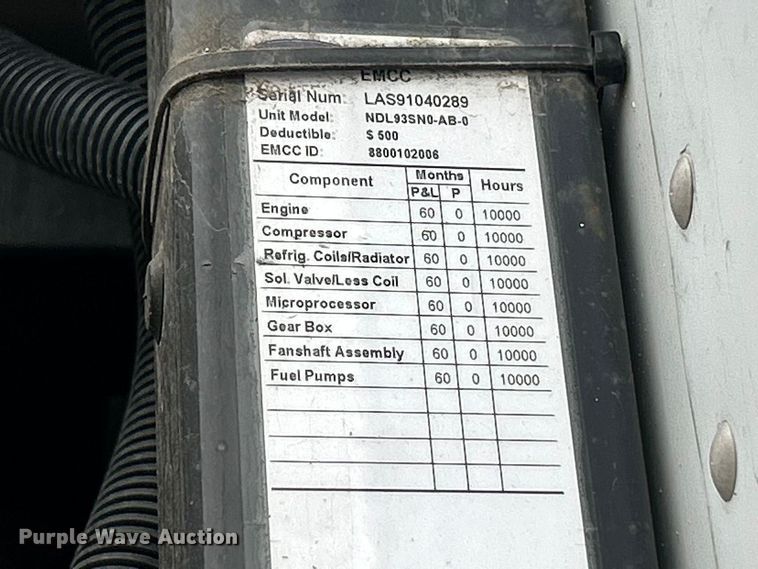 EMCC
Serial Num: LAS91040289
Unit Model: NDL93SN0-AB-0
Deductible: $ 500
EMCC ID: 8800102006
Component Months Hours
P&L P
Engine 60 0 10000
Compressor 60 0 10000
Refrig. Coils/Radiator 60 0 10000
Sol. Valve/Less Coil 60 0 10000
Microprocessor 60 0 10000
Gear Box 60 0 10000
Fanshaft Assembly 60 0 10000
Fuel Pumps 60 0 10000
Purple Wave Auction